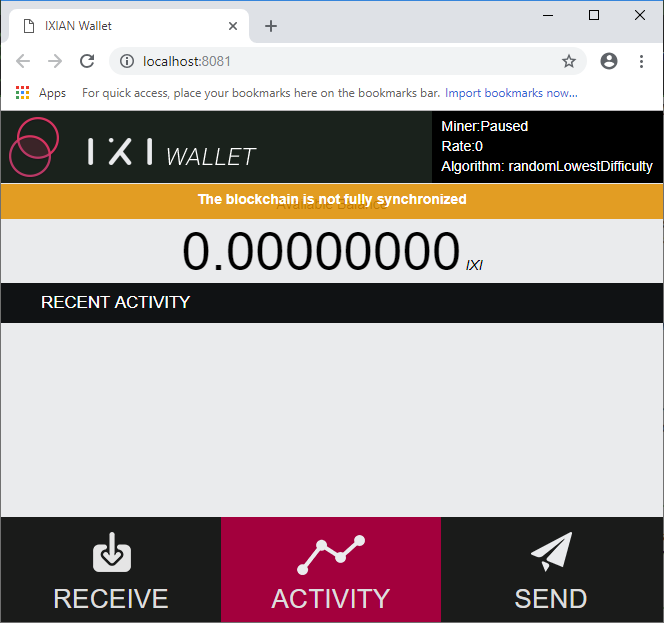 IXIAN Wallet
localhost:8081
Apps For quick access, place your bookmarks here on the bookmarks bar. Import bookmarks now...
IXI WALLET
Miner:Paused
Rate:0
Algorithm: randomLowestDifficulty
The blockchain is not fully synchronized
Available Balance
0.00000000 IXI
RECENT ACTIVITY
RECEIVE
ACTIVITY
SEND